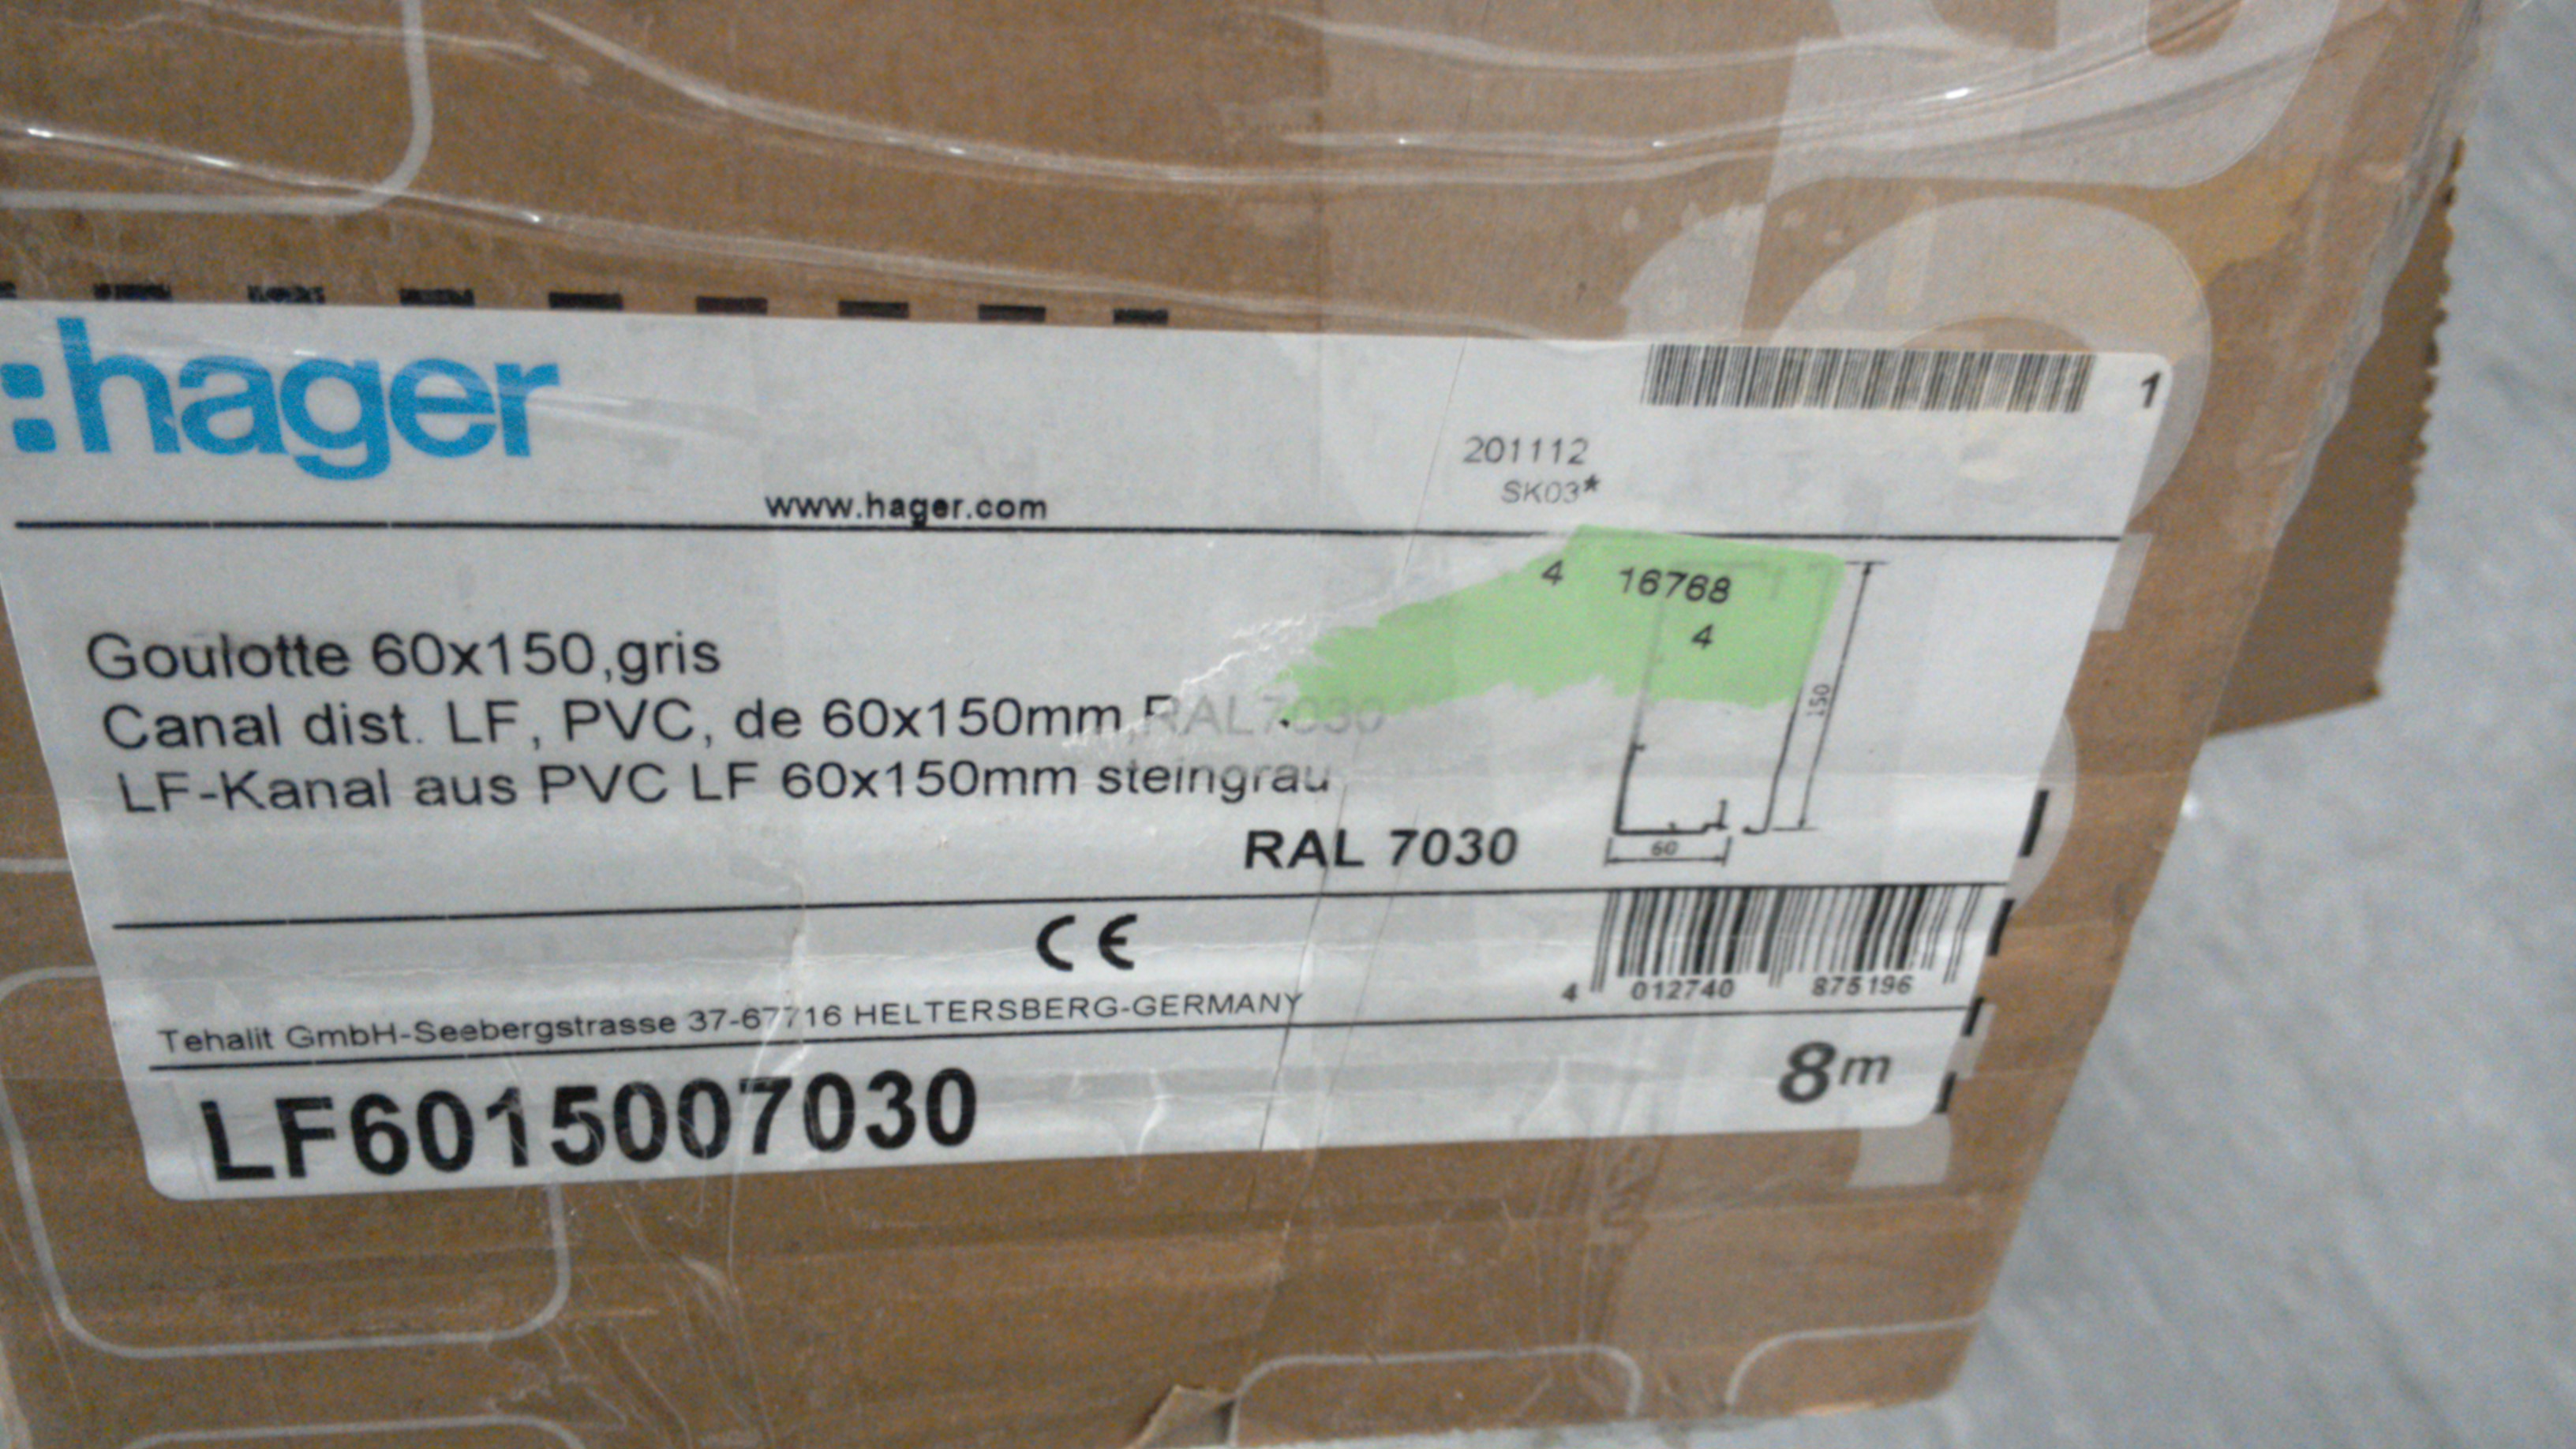 :hager
1
201112
SK03*
www.hager.com
4 16768
4
Goulotte 60x150,gris
Canal dist. LF, PVC, de 60x150mm,RAL7030
LF-Kanal aus PVC LF 60x150mm steingrau
150
RAL 7030
60
CE
4 012740 875196
Tehalit GmbH-Seebergstrasse 37-67716 HELTERSBERG-GERMANY
LF6015007030
8m